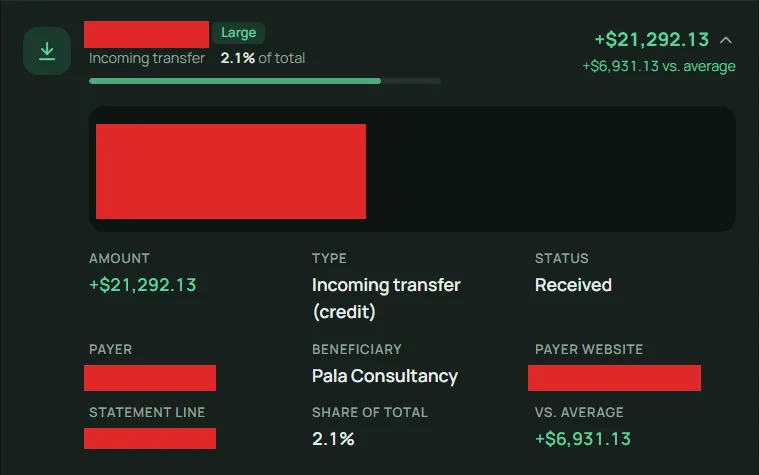 Large
+$21,292.13
Incoming transfer 2.1% of total
+$6,931.13 vs. average
AMOUNT TYPE STATUS
+$21,292.13 Incoming transfer (credit) Received
PAYER BENEFICIARY PAYER WEBSITE
Pala Consultancy
STATEMENT LINE SHARE OF TOTAL VS. AVERAGE
2.1% +$6,931.13